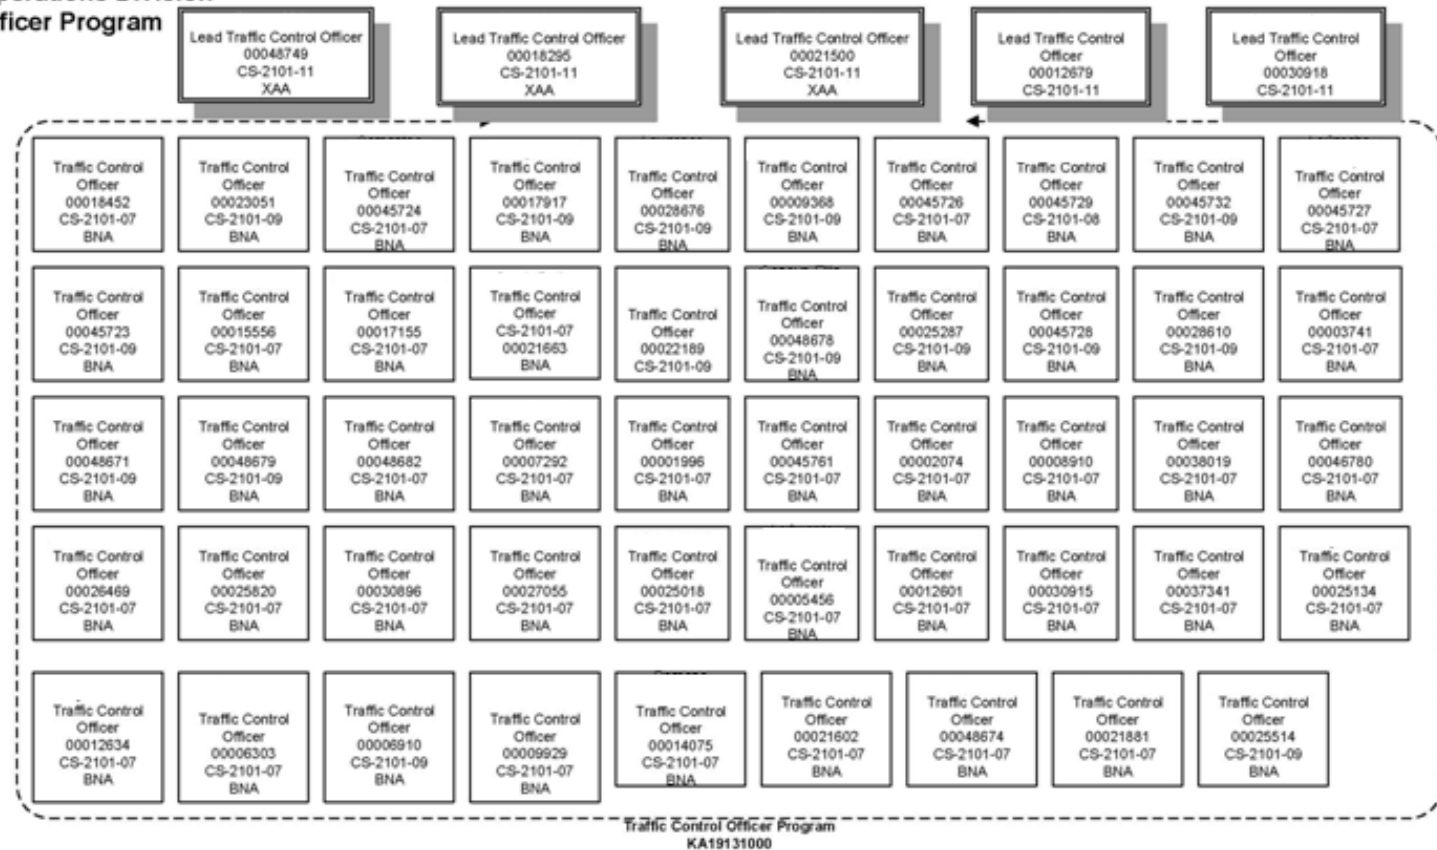 ficer Program
Lead Traffic Control Officer
00048749
CS-2101-11
XAA
Lead Traffic Control Officer
00018295
CS-2101-11
XAA
Lead Traffic Control Officer
00021500
CS-2101-11
XAA
Lead Traffic Control
Officer
00012679
CS-2101-11
Lead Traffic Control
Officer
00030918
CS-2101-11
Traffic Control
Officer
00018452
CS-2101-07
BNA
Traffic Control
Officer
00023051
CS-2101-09
BNA
Traffic Control
Officer
00045724
CS-2101-07
BNA
Traffic Control
Officer
00017917
CS-2101-09
BNA
Traffic Control
Officer
00028676
CS-2101-09
BNA
Traffic Control
Officer
00009368
CS-2101-09
BNA
Traffic Control
Officer
00045726
CS-2101-07
BNA
Traffic Control
Officer
00045729
CS-2101-08
BNA
Traffic Control
Officer
00045732
CS-2101-09
BNA
Traffic Control
Officer
00045727
CS-2101-07
BNA
Traffic Control
Officer
00045723
CS-2101-09
BNA
Traffic Control
Officer
00015556
CS-2101-07
BNA
Traffic Control
Officer
00017155
CS-2101-07
BNA
Traffic Control
Officer
CS-2101-07
00021663
BNA
Traffic Control
Officer
00022189
CS-2101-09
Traffic Control
Officer
00048678
CS-2101-09
BNA
Traffic Control
Officer
00025287
CS-2101-09
BNA
Traffic Control
Officer
00045728
CS-2101-09
BNA
Traffic Control
Officer
00028610
CS-2101-09
BNA
Traffic Control
Officer
00003741
CS-2101-07
BNA
Traffic Control
Officer
00048671
CS-2101-09
BNA
Traffic Control
Officer
00048679
CS-2101-09
BNA
Traffic Control
Officer
00048682
CS-2101-07
BNA
Traffic Control
Officer
00007292
CS-2101-07
BNA
Traffic Control
Officer
00001996
CS-2101-07
BNA
Traffic Control
Officer
00045761
CS-2101-07
BNA
Traffic Control
Officer
00002074
CS-2101-07
BNA
Traffic Control
Officer
00008910
CS-2101-07
BNA
Traffic Control
Officer
00038019
CS-2101-07
BNA
Traffic Control
Officer
00046780
CS-2101-07
BNA
Traffic Control
Officer
00026469
CS-2101-07
BNA
Traffic Control
Officer
00025820
CS-2101-07
BNA
Traffic Control
Officer
00030896
CS-2101-07
BNA
Traffic Control
Officer
00027055
CS-2101-07
BNA
Traffic Control
Officer
00025018
CS-2101-07
BNA
Traffic Control
Officer
00005456
CS-2101-07
BNA
Traffic Control
Officer
00012601
CS-2101-07
BNA
Traffic Control
Officer
00030915
CS-2101-07
BNA
Traffic Control
Officer
00037341
CS-2101-07
BNA
Traffic Control
Officer
00025134
CS-2101-07
BNA
Traffic Control
Officer
00012634
CS-2101-07
BNA
Traffic Control
Officer
00006303
CS-2101-07
BNA
Traffic Control
Officer
00006910
CS-2101-09
BNA
Traffic Control
Officer
00009929
CS-2101-07
BNA
Traffic Control
Officer
00014075
CS-2101-07
BNA
Traffic Control
Officer
00021602
CS-2101-07
BNA
Traffic Control
Officer
00048674
CS-2101-07
BNA
Traffic Control
Officer
00021881
CS-2101-07
BNA
Traffic Control
Officer
00025514
CS-2101-09
BNA
Traffic Control Officer Program
KA19131000